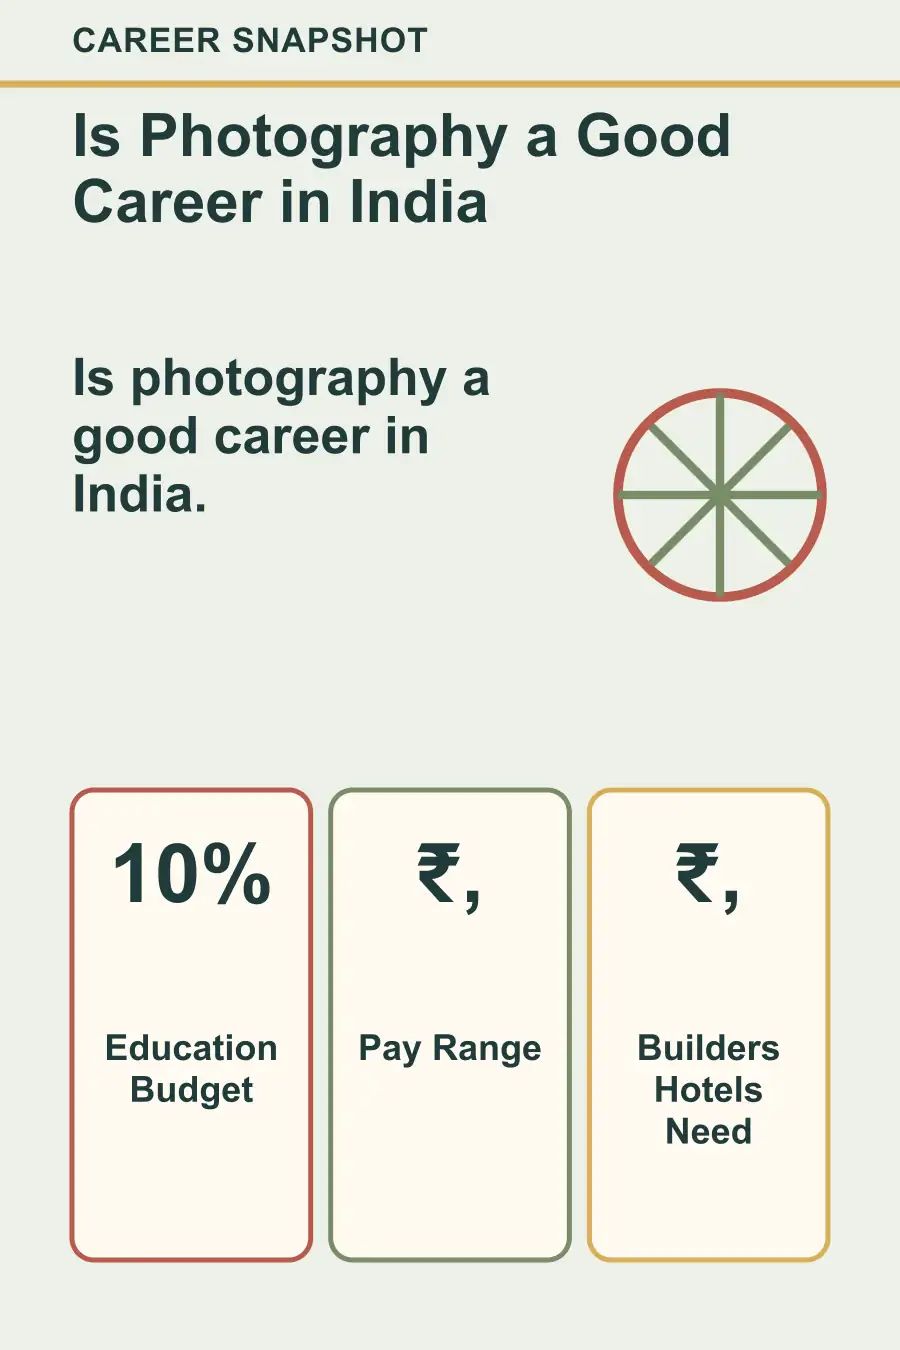 CAREER SNAPSHOT
Is Photography a Good
Career in India
Is photography a
good career in
India.
10%
Education
Budget
₹,
Pay Range
₹,
Builders
Hotels
Need